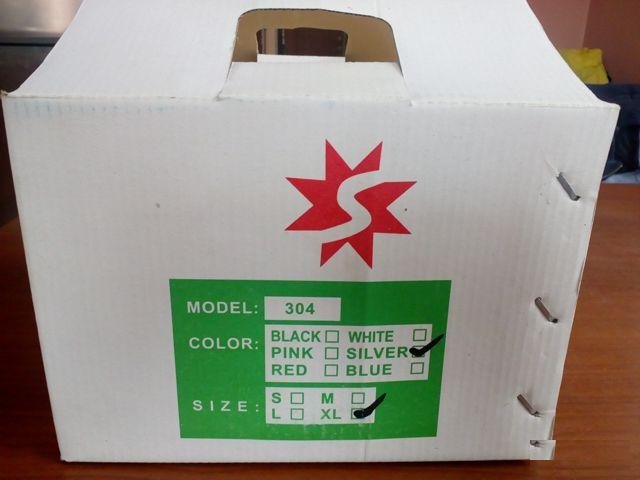 S
MODEL: 304
COLOR: BLACK WHITE
PINK SILVER
RED BLUE
SIZE: S M
L XL